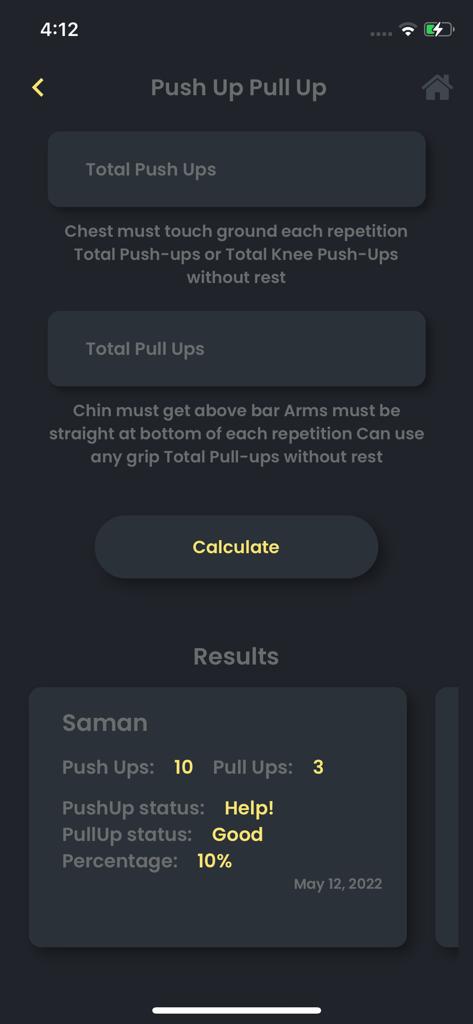 4:12
Push Up Pull Up
Total Push Ups
Chest must touch ground each repetition
Total Push-ups or Total Knee Push-Ups
without rest
Total Pull Ups
Chin must get above bar Arms must be
straight at bottom of each repetition Can use
any grip Total Pull-ups without rest
Calculate
Results
Saman
Push Ups: 10 Pull Ups: 3
PushUp status: Help!
PullUp status: Good
Percentage: 10%
May 12, 2022